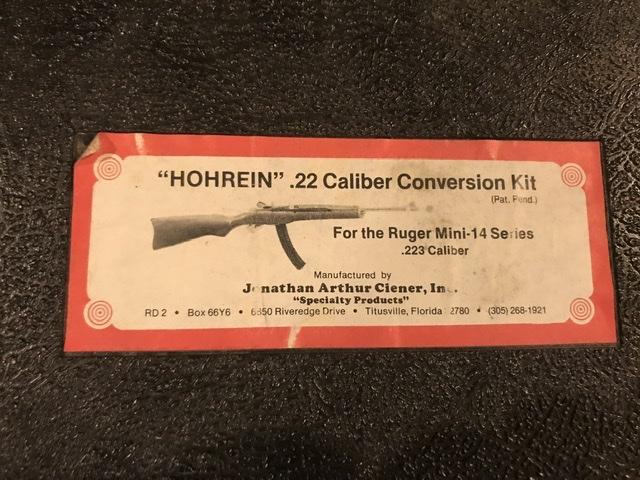 "HOHREIN" .22 Caliber Conversion Kit
(Pat. Pend.)
For the Ruger Mini-14 Series
.223 Caliber
Manufactured by
Jonathan Arthur Ciener, Inc.
"Specialty Products"
RD 2 • Box 66Y6 • Riveredge Drive • Titusville, Florida • (305) 268-1921